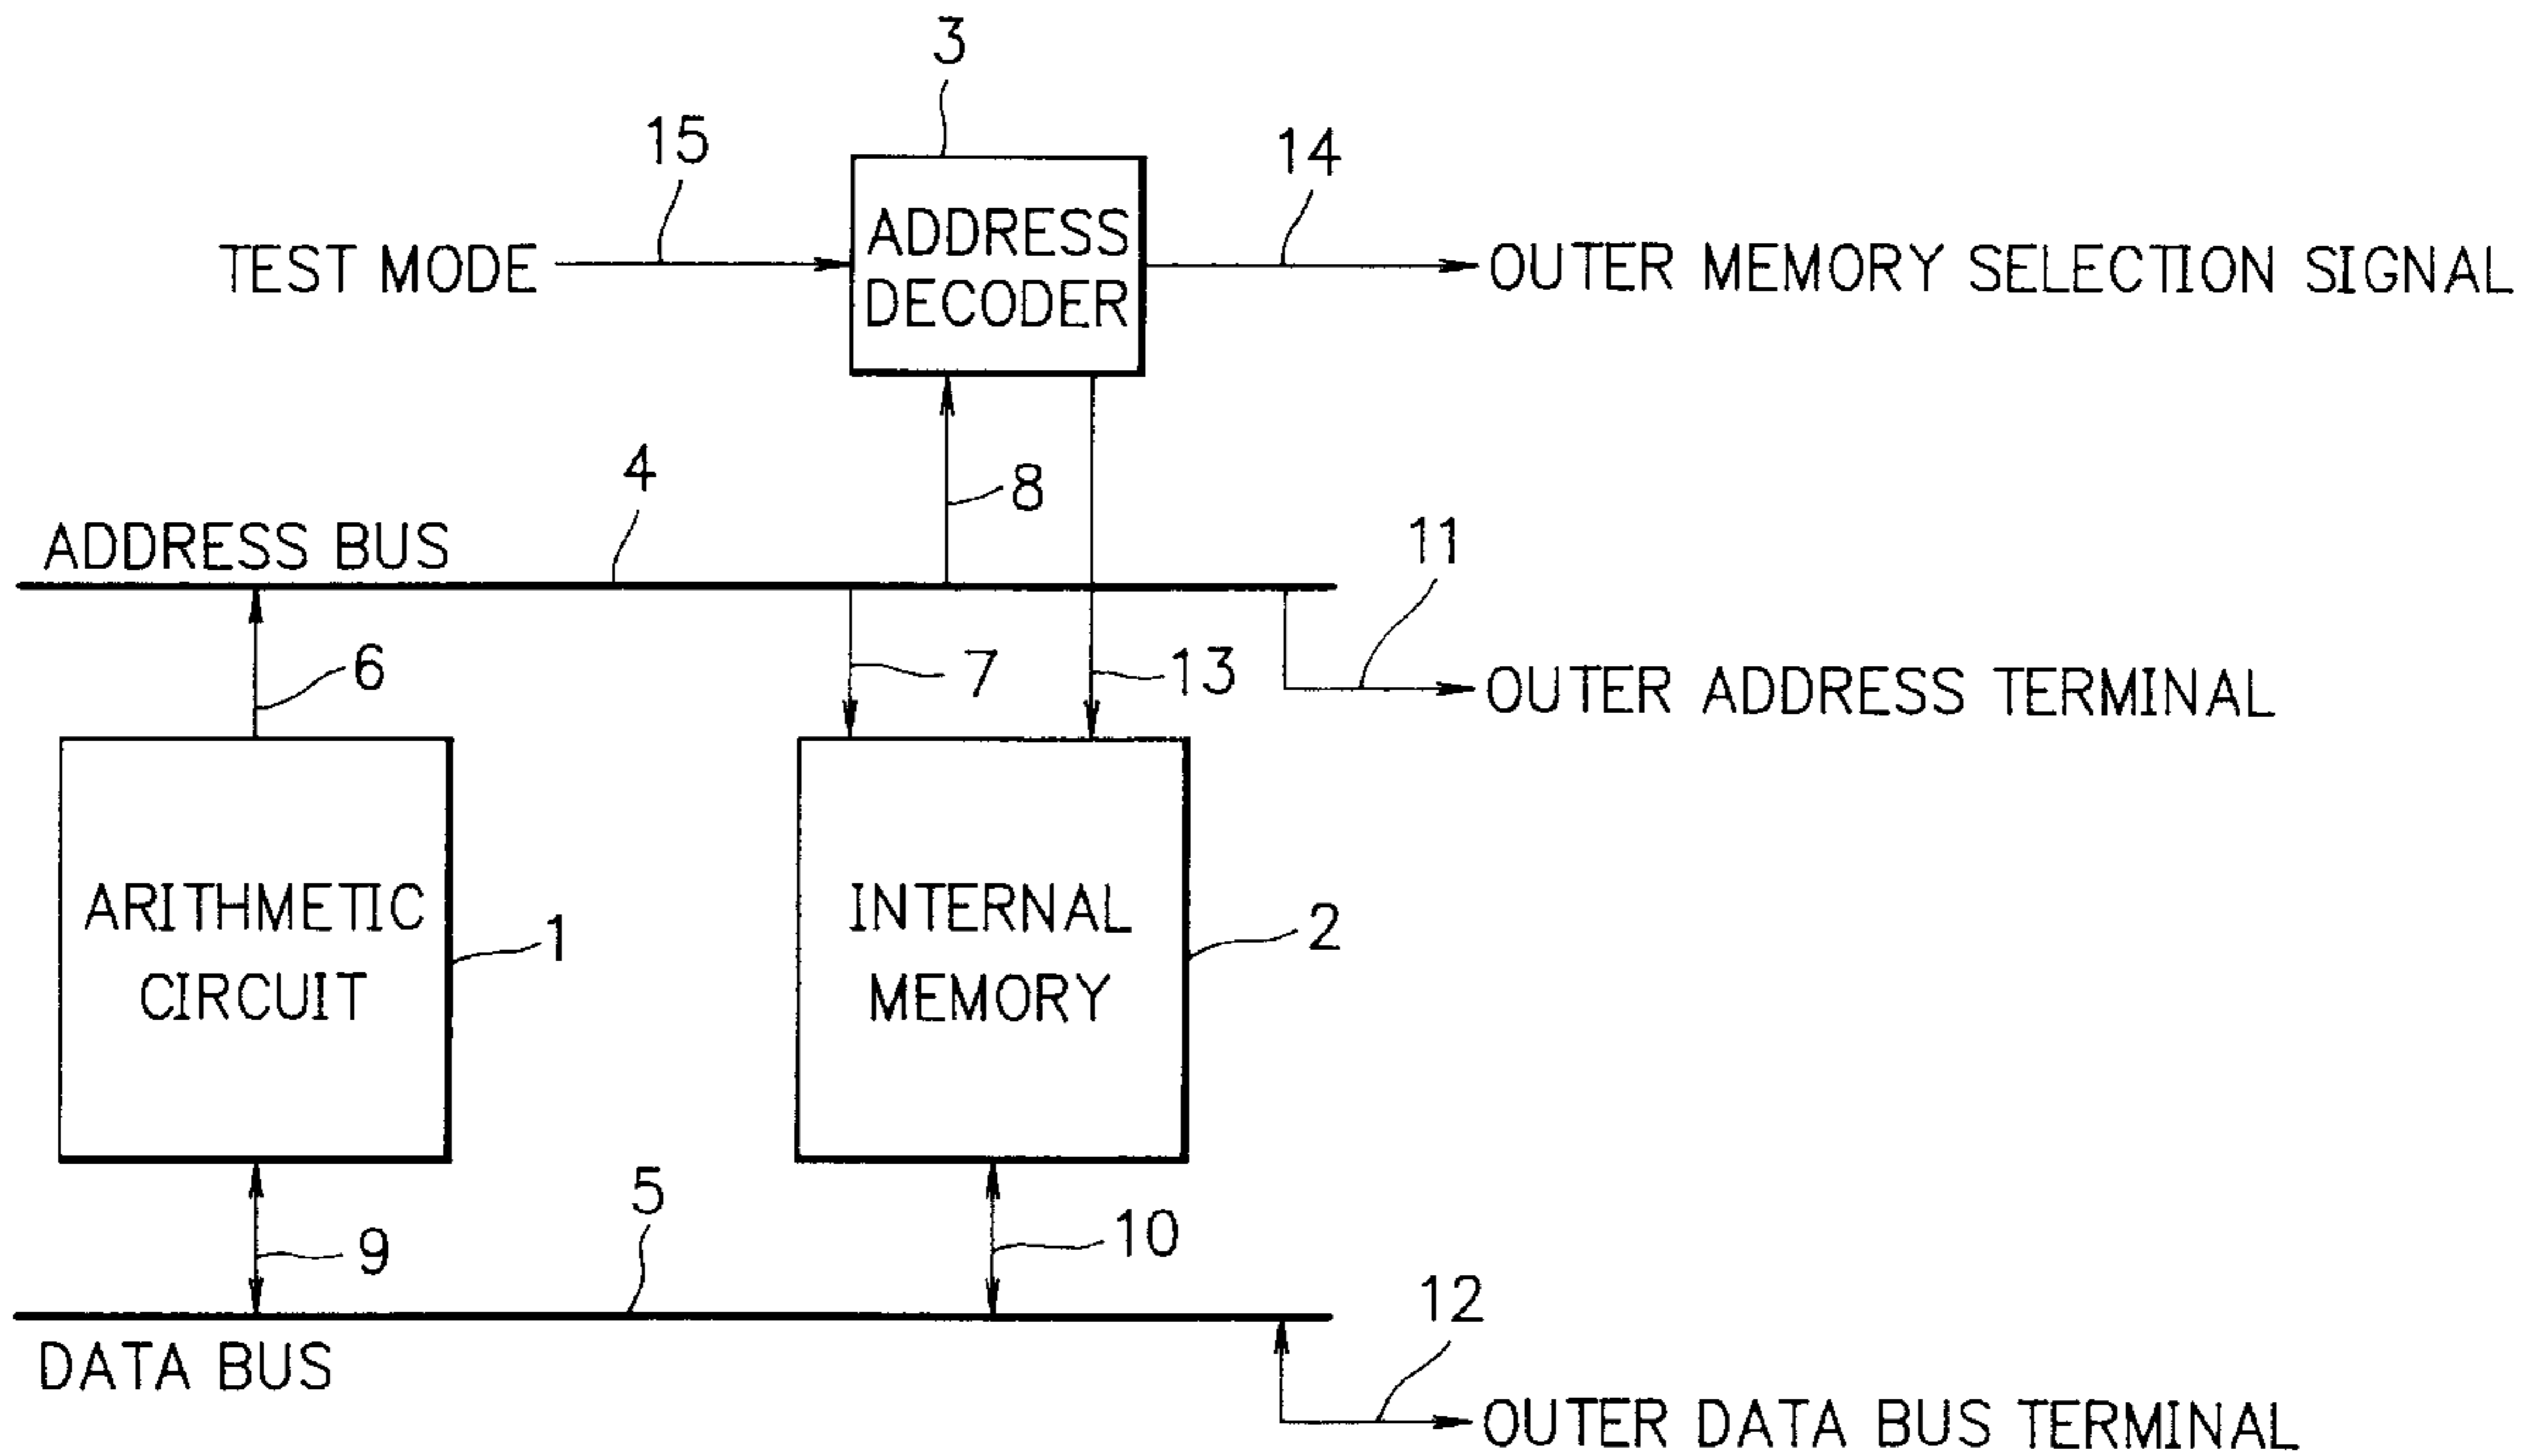 3
15
14
ADDRESS
DECODER
TEST MODE
OUTER MEMORY SELECTION SIGNAL
4
8
11
ADDRESS BUS
6
7
13
OUTER ADDRESS TERMINAL
ARITHMETIC
CIRCUIT
1
INTERNAL
MEMORY
2
5
9
10
12
DATA BUS
OUTER DATA BUS TERMINAL